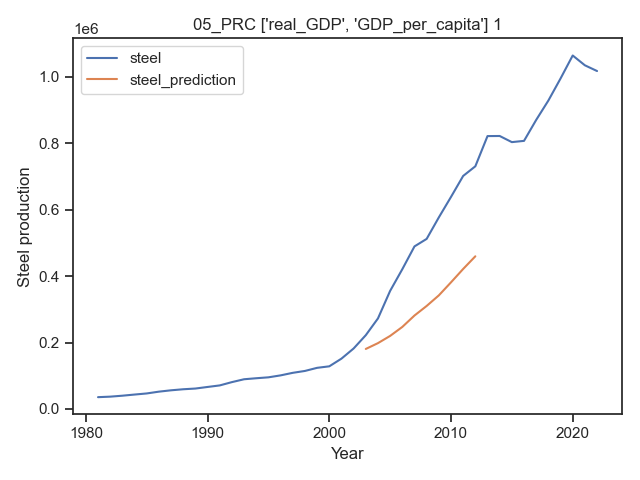 05_PRC ['real_GDP', 'GDP_per_capita'] 1
1e6
steel
steel_prediction
1.0
0.8
0.6
0.4
0.2
0.0
Steel production
1980
1990
2000
2010
2020
Year